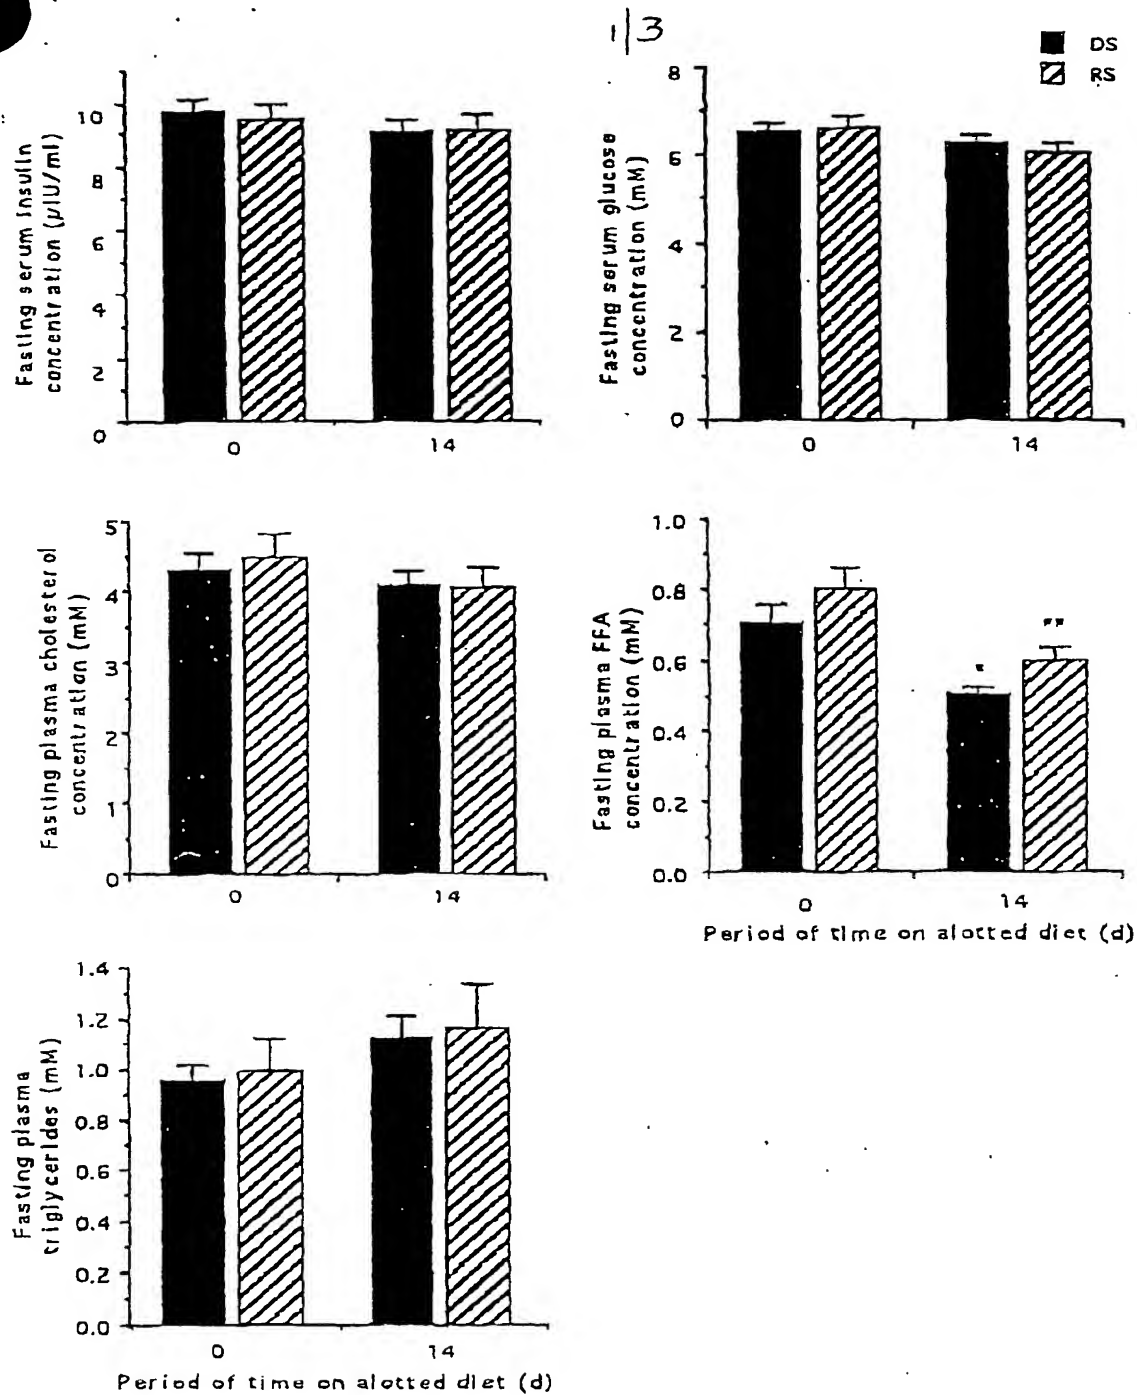 1/3
DS
RS
Fasting serum insulin
concentration (µIU/ml)
10
8
6
4
2
0
0 14
Fasting serum glucose
concentration (mM)
8
6
4
2
0
0 14
Fasting plasma cholesterol
concentration (mM)
5
4
3
2
1
0
0 14
Fasting plasma FFA
concentration (mM)
1.0
0.8
0.6
0.4
0.2
0.0
*
**
0 14
Period of time on alotted diet (d)
Fasting plasma
triglycerides (mM)
1.4
1.2
1.0
0.8
0.6
0.4
0.2
0.0
0 14
Period of time on alotted diet (d)